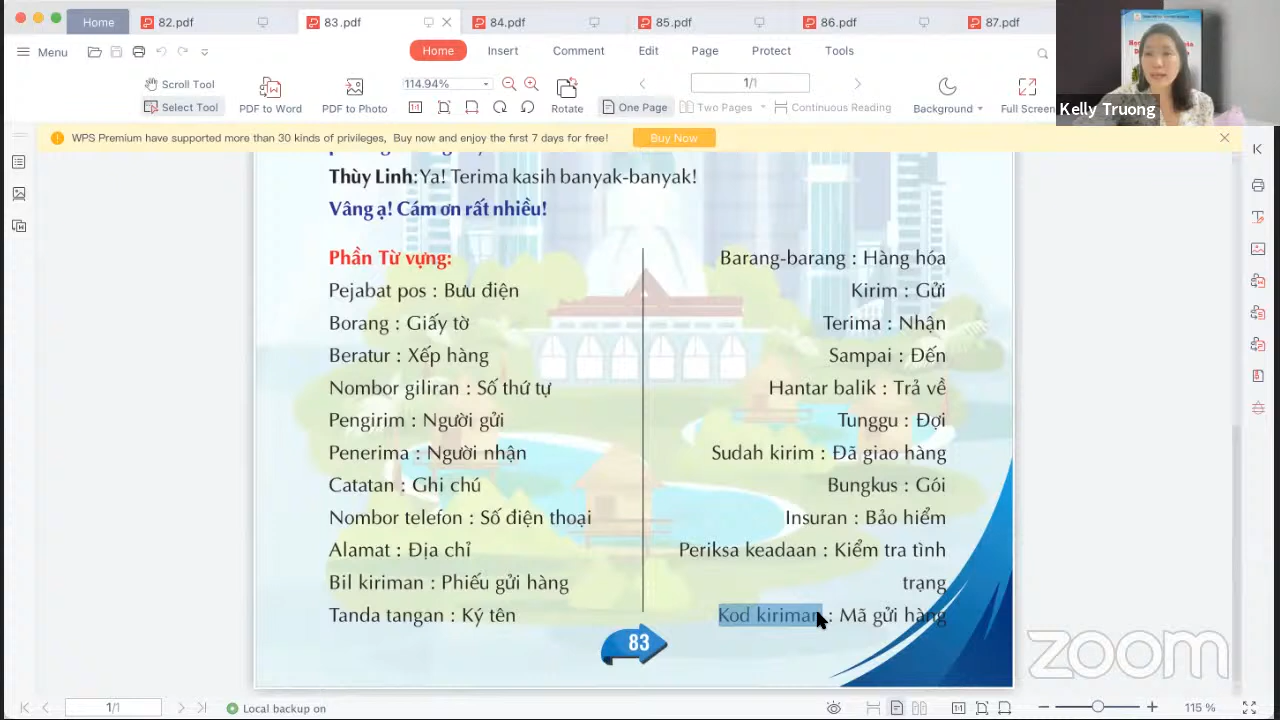 Home
82.pdf
83.pdf
84.pdf
85.pdf
86.pdf
87.pdf
Menu
Home
Insert
Comment
Edit
Page
Protect
Tools
Scroll Tool
Select Tool
PDF to Word
PDF to Photo
114.94%
Rotate
1/1
One Page
Two Pages
Continuous Reading
Background
Full Screen
Kelly Truong
WPS Premium have supported more than 30 kinds of privileges, Buy now and enjoy the first 7 days for free!
Buy Now
Thùy Linh: Ya! Terima kasih banyak-banyak!
Vâng ạ! Cám ơn rất nhiều!
Phần Từ vựng:
Pejabat pos : Bưu điện
Borang : Giấy tờ
Beratur : Xếp hàng
Nombor giliran : Số thứ tự
Pengirim : Người gửi
Penerima : Người nhận
Catatan : Ghi chú
Nombor telefon : Số điện thoại
Alamat : Địa chỉ
Bil kiriman : Phiếu gửi hàng
Tanda tangan : Ký tên
Barang-barang : Hàng hóa
Kirim : Gửi
Terima : Nhận
Sampai : Đến
Hantar balik : Trả về
Tunggu : Đợi
Sudah kirim : Đã giao hàng
Bungkus : Gói
Insuran : Bảo hiểm
Periksa keadaan : Kiểm tra tình
trạng
Kod kiriman : Mã gửi hàng
83
zoom
1/1
Local backup on
115 %